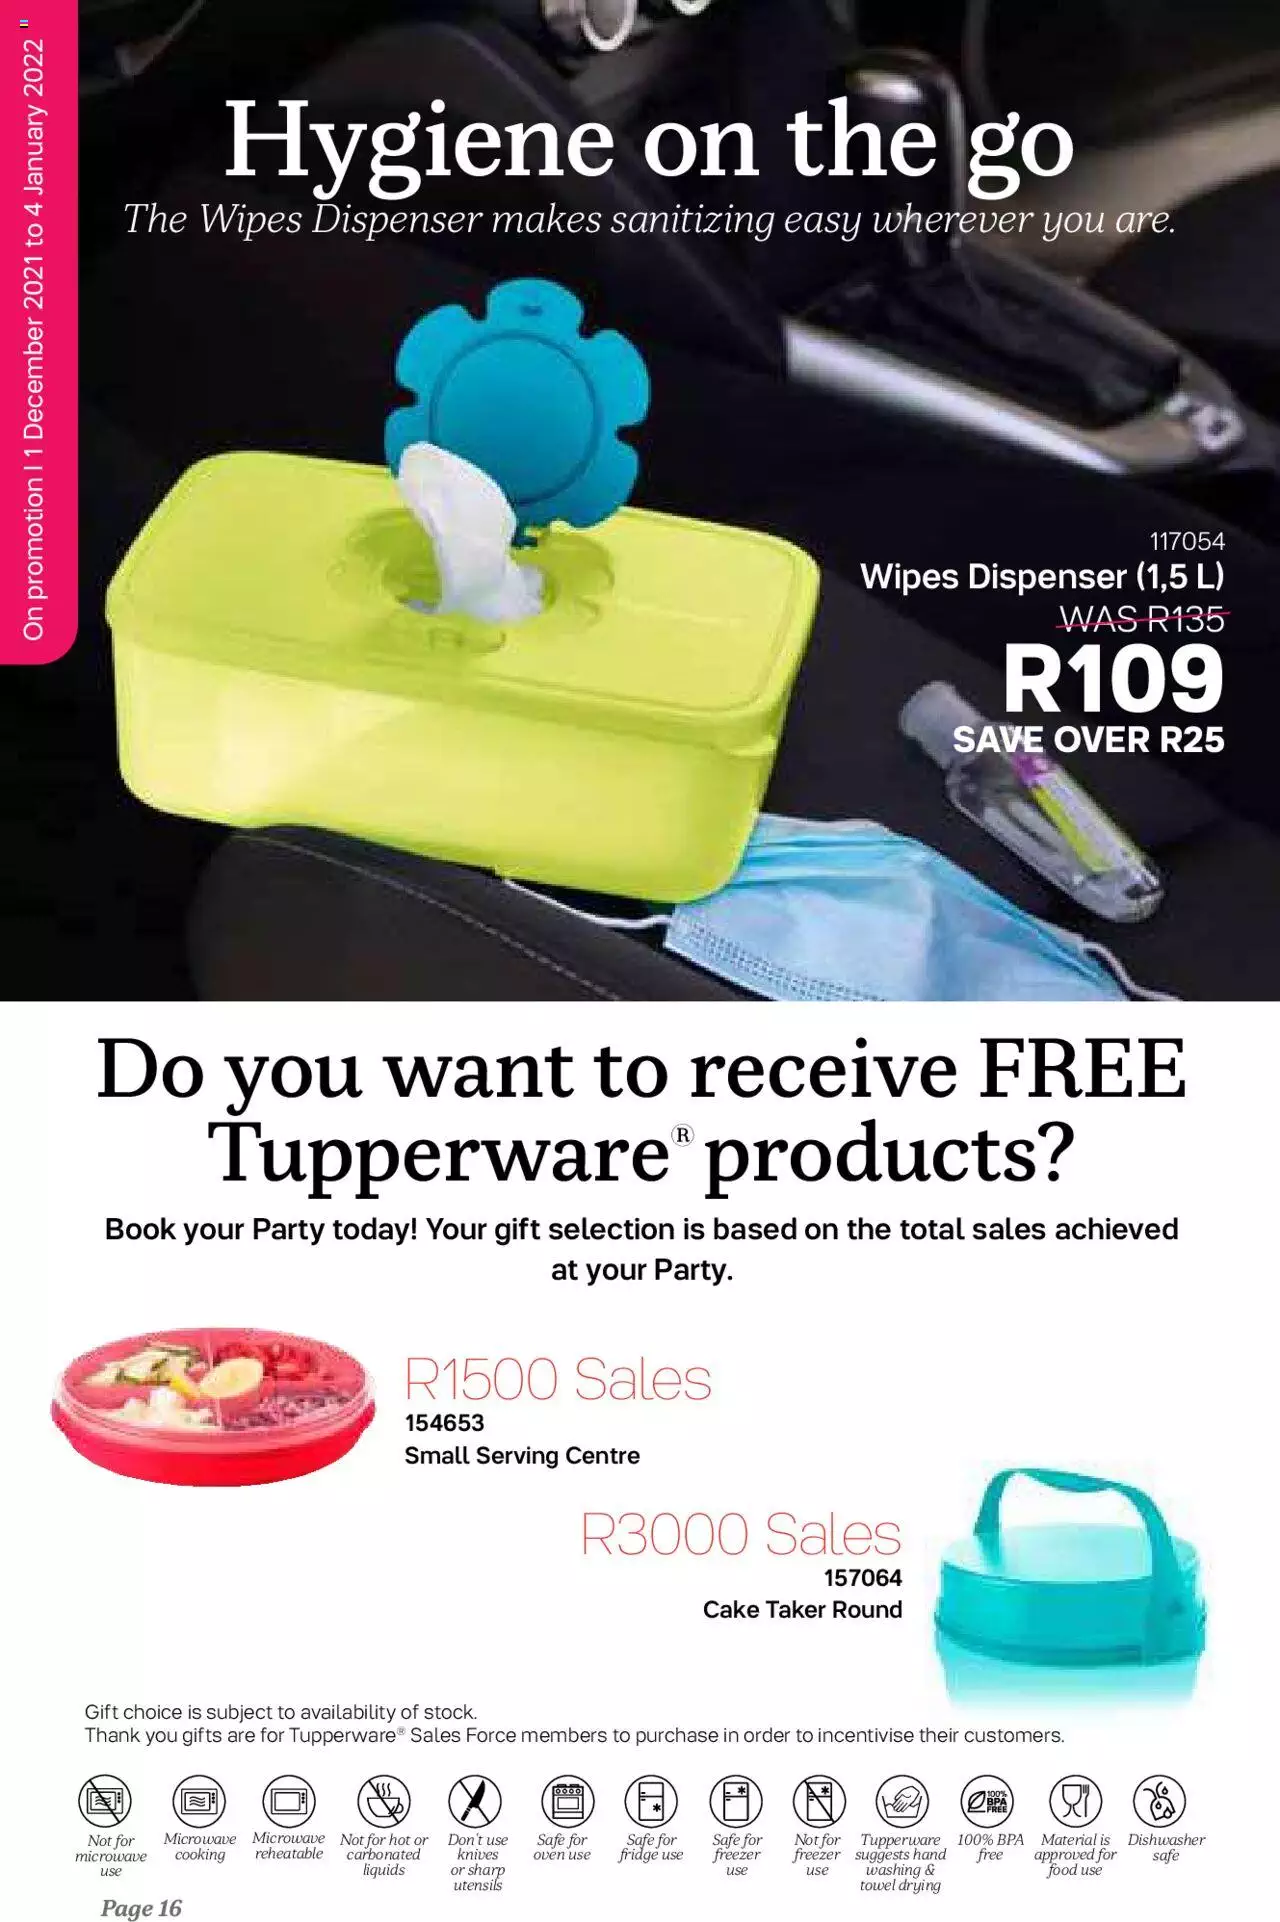 On promotion I 1 December 2021 to 4 January 2022
Hygiene on the go
The Wipes Dispenser makes sanitizing easy wherever you are.
117054
Wipes Dispenser (1,5 L)
WAS R135
R109
SAVE OVER R25
Do you want to receive FREE
Tupperware® products?
Book your Party today! Your gift selection is based on the total sales achieved
at your Party.
R1500 Sales
154653
Small Serving Centre
R3000 Sales
157064
Cake Taker Round
Gift choice is subject to availability of stock.
Thank you gifts are for Tupperware® Sales Force members to purchase in order to incentivise their customers.
100%
BPA
FREE
Not for
microwave
use
Microwave
cooking
Microwave
reheatable
Not for hot or
carbonated
liquids
Don't use
knives
or sharp
utensils
Safe for
oven use
Safe for
fridge use
Safe for
freezer
use
Not for
freezer
use
Tupperware
suggests hand
washing &
towel drying
100% BPA
free
Material is
approved for
food use
Dishwasher
safe
Page 16